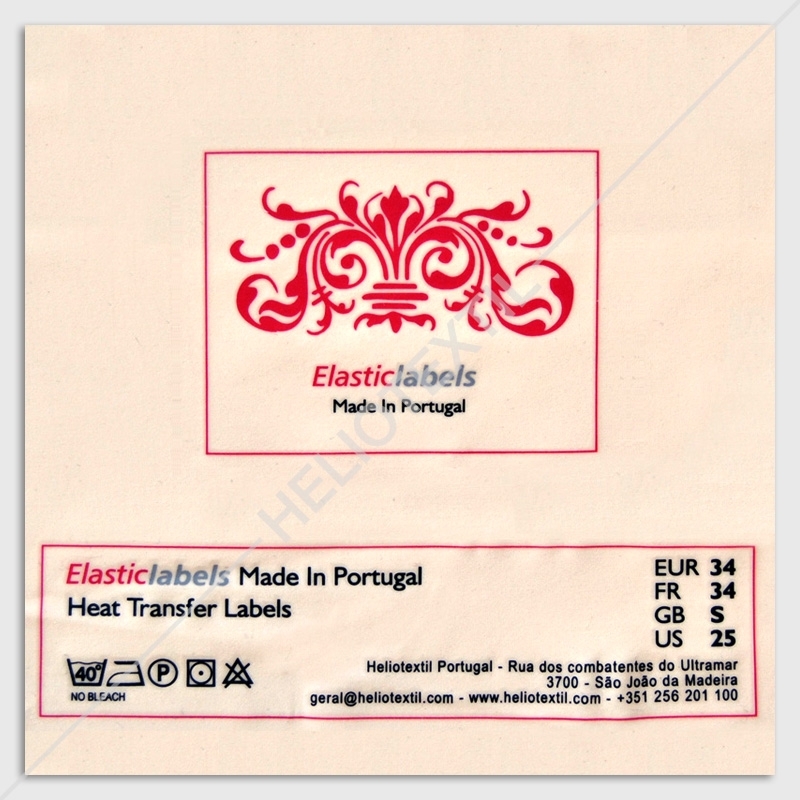 Elasticlabels
Made In Portugal
HELIOTEXTIL
Elasticlabels Made In Portugal
Heat Transfer Labels
EUR 34
FR 34
GB S
US 25
40° P
NO BLEACH
Heliotextil Portugal - Rua dos combatentes do Ultramar
3700 - São João da Madeira
geral@heliotextil.com - www.heliotextil.com - +351 256 201 100